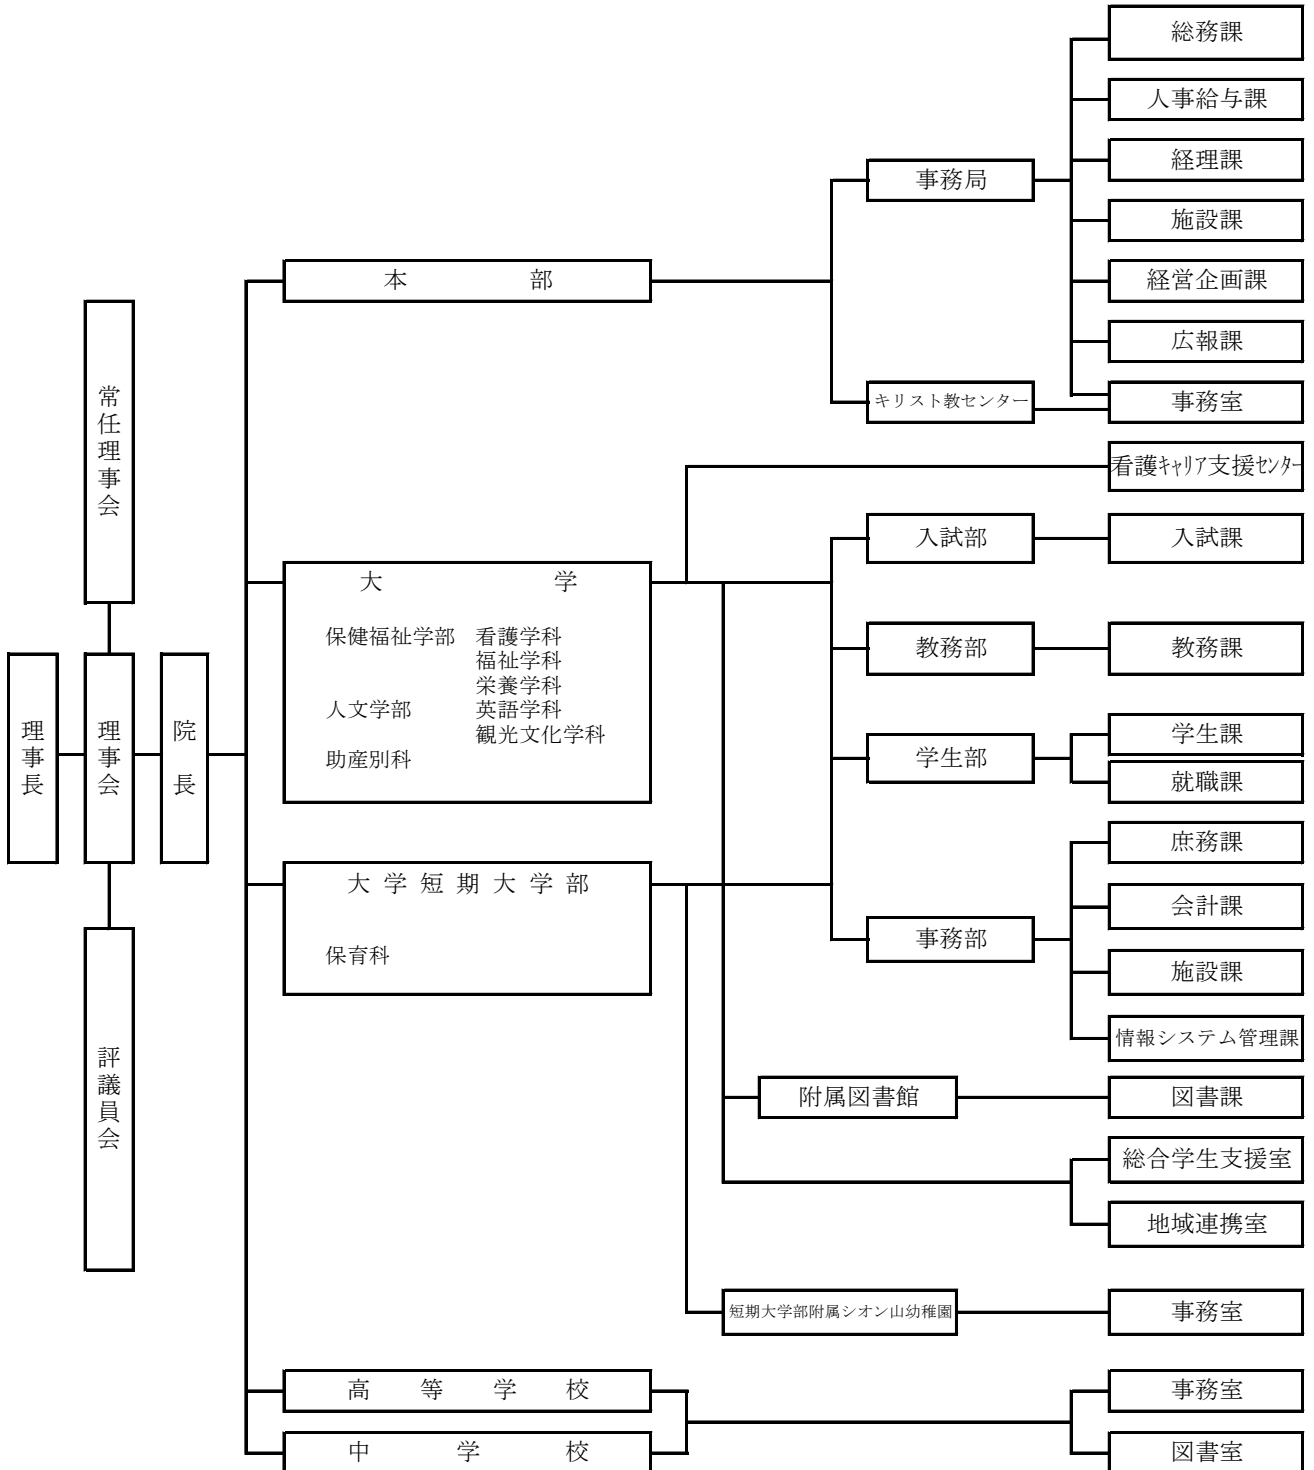 総務課
人事給与課
経理課
事務局
施設課
本部
経営企画課
広報課
キリスト教センター
事務室
常任理事会
看護キャリア支援センター
入試部
入試課
大学
保健福祉学部 看護学科
福祉学科
栄養学科
人文学部 英語学科
観光文化学科
助産別科
教務部
教務課
理事長
理事会
院長
学生部
学生課
就職課
大学短期大学部
保育科
庶務課
会計課
事務部
施設課
情報システム管理課
評議員会
附属図書館
図書課
総合学生支援室
地域連携室
短期大学部附属シオン山幼稚園
事務室
高等学校
事務室
中学校
図書室